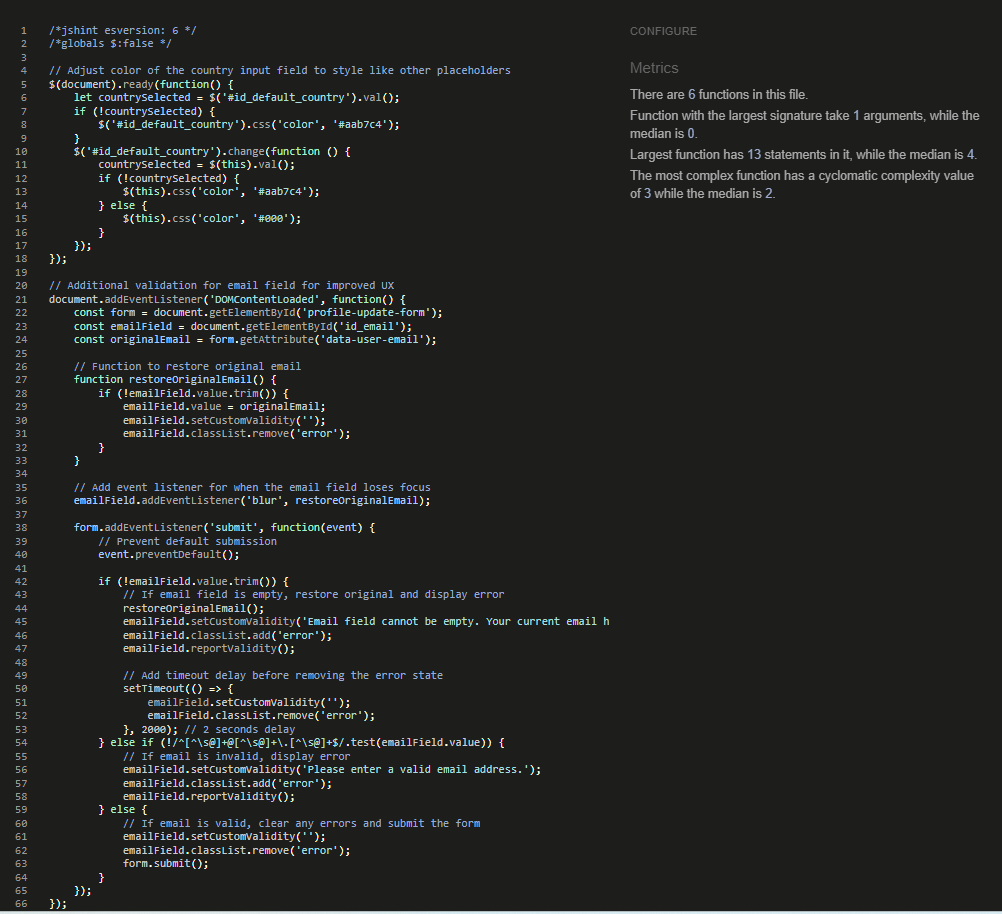 1 /*jshint esversion: 6 */
2 /*globals $:false */
3
4 // Adjust color of the country input field to style like other placeholders
5 $(document).ready(function() {
6     let countrySelected = $('#id_default_country').val();
7     if (!countrySelected) {
8         $('#id_default_country').css('color', '#aab7c4');
9     }
10     $('#id_default_country').change(function () {
11         countrySelected = $(this).val();
12         if (!countrySelected) {
13             $(this).css('color', '#aab7c4');
14         } else {
15             $(this).css('color', '#000');
16         }
17     });
18 });
19
20 // Additional validation for email field for improved UX
21 document.addEventListener('DOMContentLoaded', function() {
22     const form = document.getElementById('profile-update-form');
23     const emailField = document.getElementById('id_email');
24     const originalEmail = form.getAttribute('data-user-email');
25
26     // Function to restore original email
27     function restoreOriginalEmail() {
28         if (!emailField.value.trim()) {
29             emailField.value = originalEmail;
30             emailField.setCustomValidity('');
31             emailField.classList.remove('error');
32         }
33     }
34
35     // Add event listener for when the email field loses focus
36     emailField.addEventListener('blur', restoreOriginalEmail);
37
38     form.addEventListener('submit', function(event) {
39         // Prevent default submission
40         event.preventDefault();
41
42         if (!emailField.value.trim()) {
43             // If email field is empty, restore original and display error
44             restoreOriginalEmail();
45             emailField.setCustomValidity('Email field cannot be empty. Your current email h
46             emailField.classList.add('error');
47             emailField.reportValidity();
48
49             // Add timeout delay before removing the error state
50             setTimeout(() => {
51                 emailField.setCustomValidity('');
52                 emailField.classList.remove('error');
53             }, 2000); // 2 seconds delay
54         } else if (!/^[^\s@]+@[^\s@]+\.[^\s@]+$/.test(emailField.value)) {
55             // If email is invalid, display error
56             emailField.setCustomValidity('Please enter a valid email address.');
57             emailField.classList.add('error');
58             emailField.reportValidity();
59         } else {
60             // If email is valid, clear any errors and submit the form
61             emailField.setCustomValidity('');
62             emailField.classList.remove('error');
63             form.submit();
64         }
65     });
66 });
CONFIGURE
Metrics
There are 6 functions in this file.
Function with the largest signature take 1 arguments, while the
median is 0.
Largest function has 13 statements in it, while the median is 4.
The most complex function has a cyclomatic complexity value
of 3 while the median is 2.